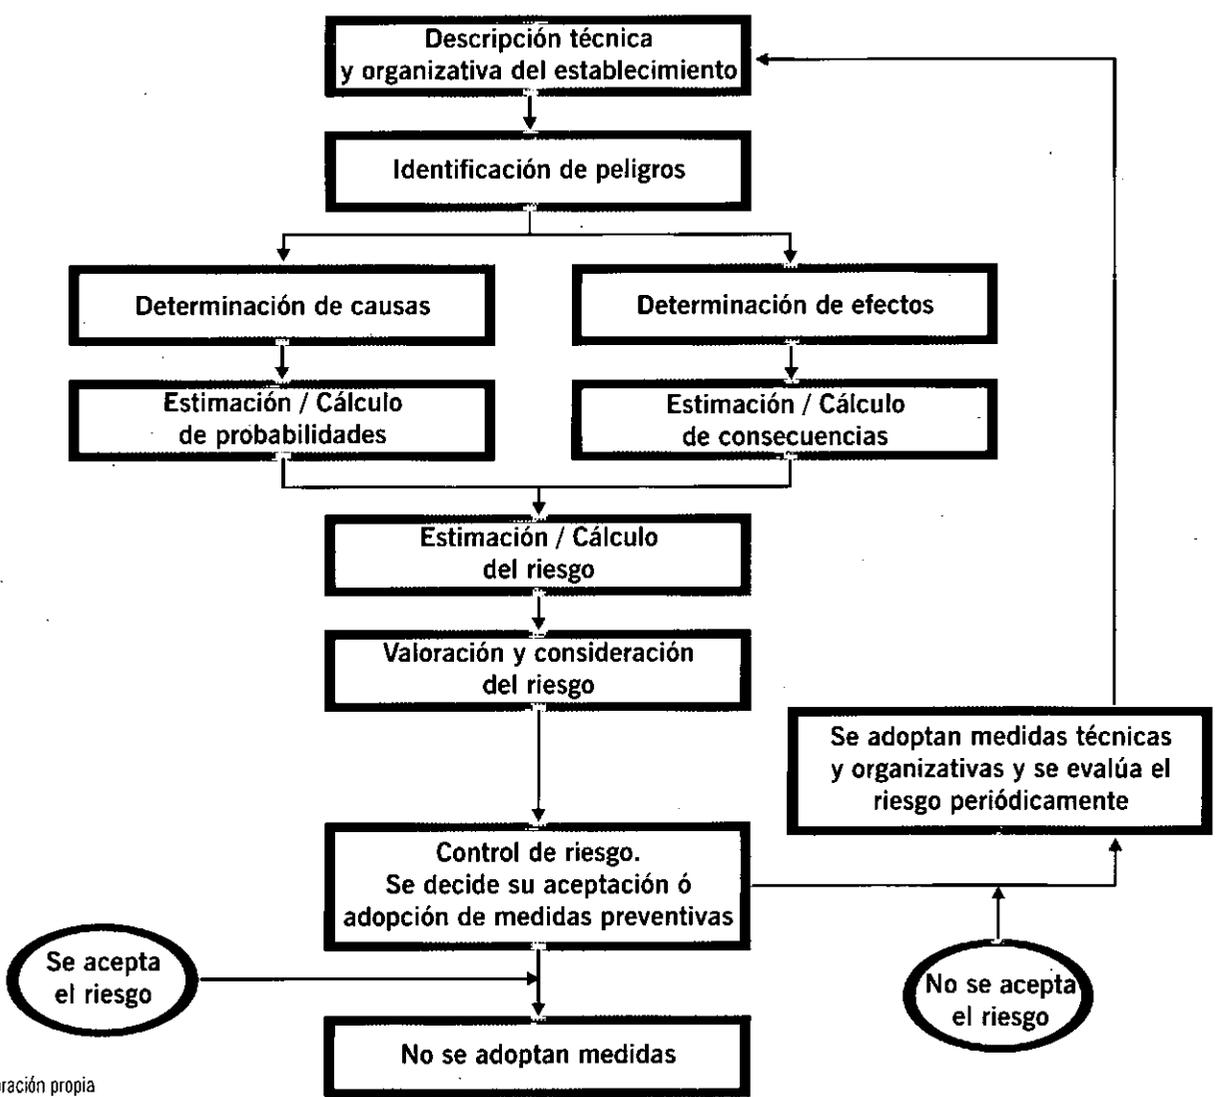 Descripción técnica
y organizativa del establecimiento
Identificación de peligros
Determinación de causas
Determinación de efectos
Estimación / Cálculo
de probabilidades
Estimación / Cálculo
de consecuencias
Estimación / Cálculo
del riesgo
Valoración y consideración
del riesgo
Se adoptan medidas técnicas
y organizativas y se evalúa el
riesgo periódicamente
Control de riesgo.
Se decide su aceptación ó
adopción de medidas preventivas
Se acepta
el riesgo
No se acepta
el riesgo
No se adoptan medidas
oración propia